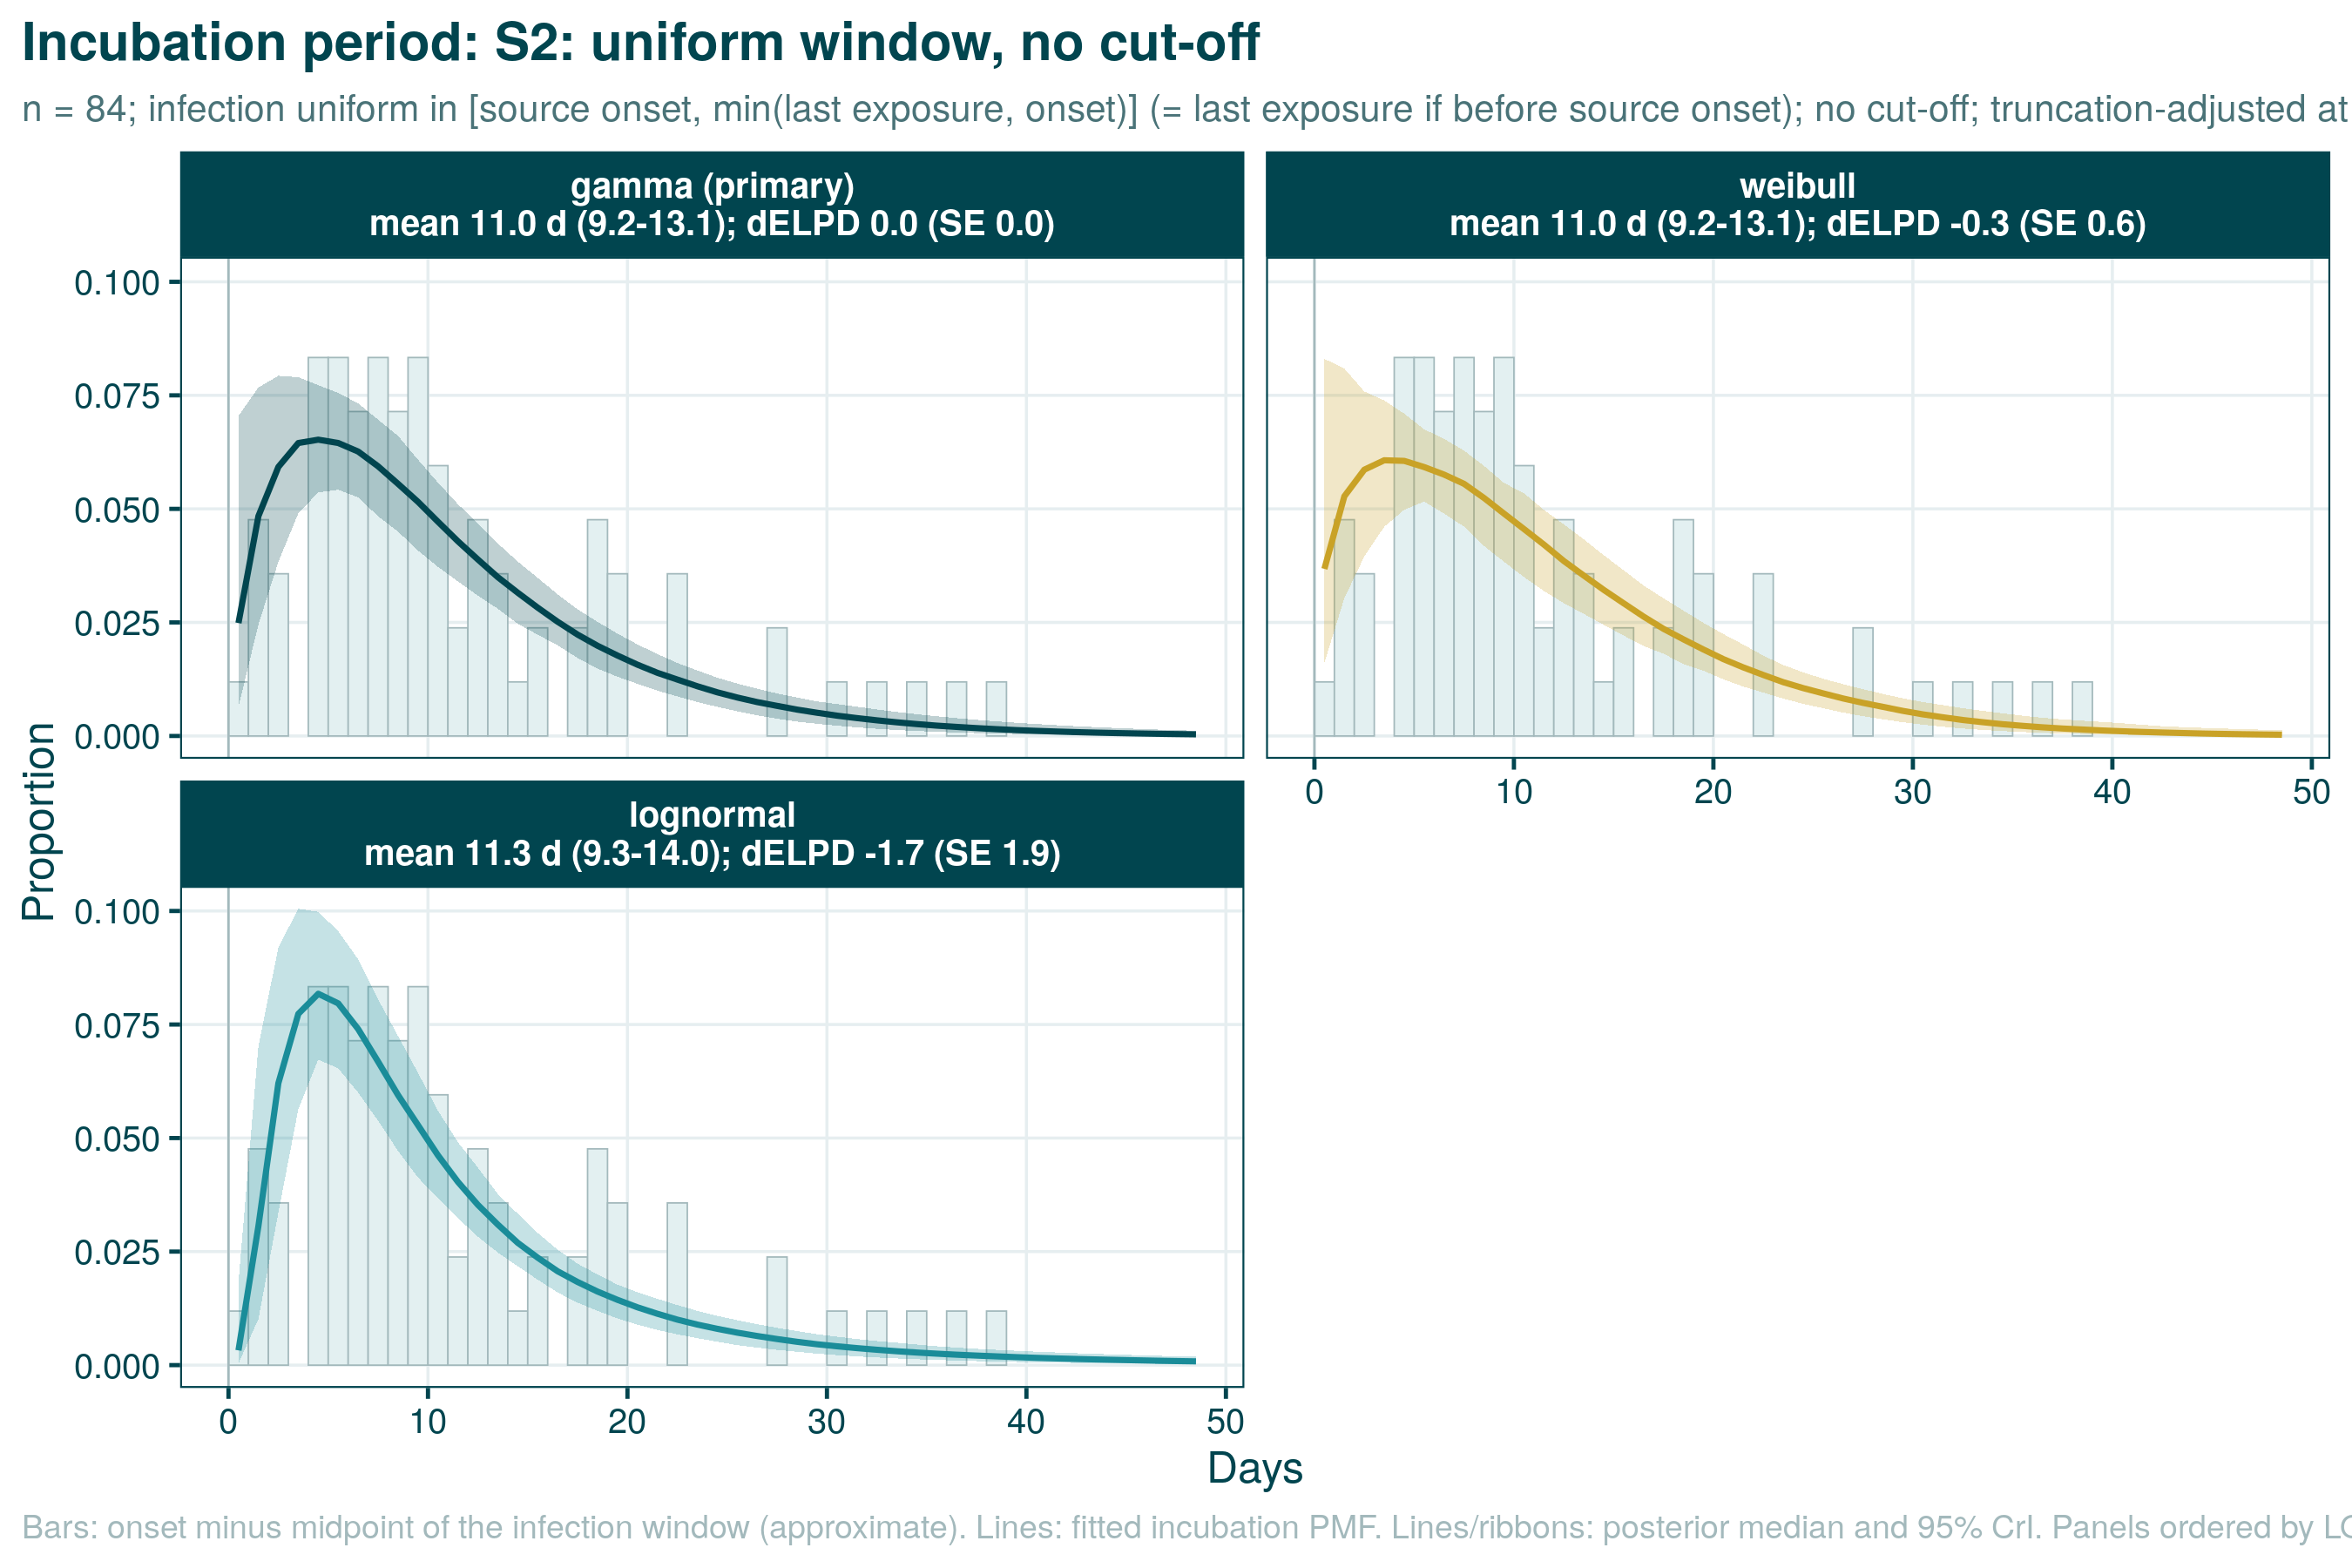 Incubation period: S2: uniform window, no cut-off
n = 84; infection uniform in [source onset, min(last exposure, onset)] (= last exposure if before source onset); no cut-off; truncation-adjusted at
gamma (primary)
mean 11.0 d (9.2-13.1); dELPD 0.0 (SE 0.0)
weibull
mean 11.0 d (9.2-13.1); dELPD -0.3 (SE 0.6)
0.100
0.075
0.050
0.025
0.000
0 10 20 30 40 50
Proportion
lognormal
mean 11.3 d (9.3-14.0); dELPD -1.7 (SE 1.9)
0.100
0.075
0.050
0.025
0.000
0 10 20 30 40 50
Days
Bars: onset minus midpoint of the infection window (approximate). Lines: fitted incubation PMF. Lines/ribbons: posterior median and 95% CrI. Panels ordered by